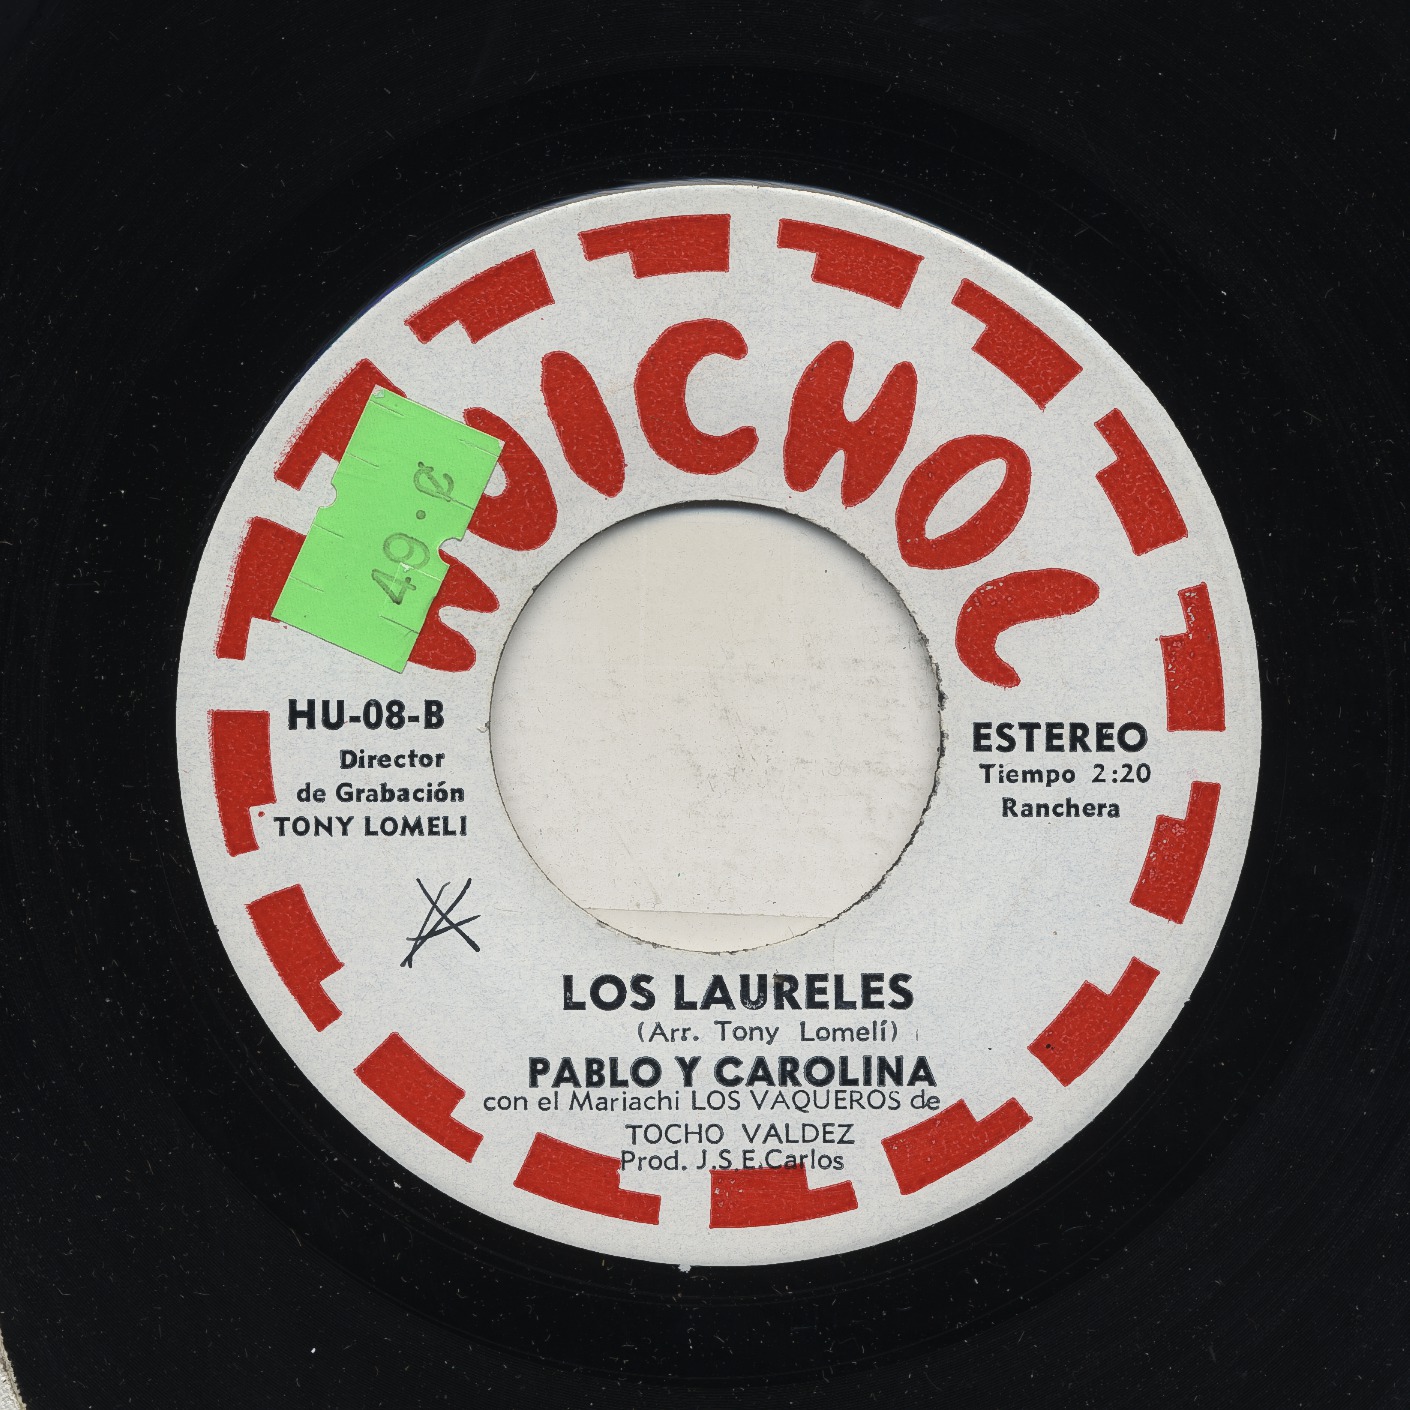 HUICHOL
49.¢
HU-08-B
Director
de Grabación
TONY LOMELI
ESTEREO
Tiempo 2:20
Ranchera
LOS LAURELES
(Arr. Tony Lomelí)
PABLO Y CAROLINA
con el Mariachi LOS VAQUEROS de
TOCHO VALDEZ
Prod. J.S.E.Carlos